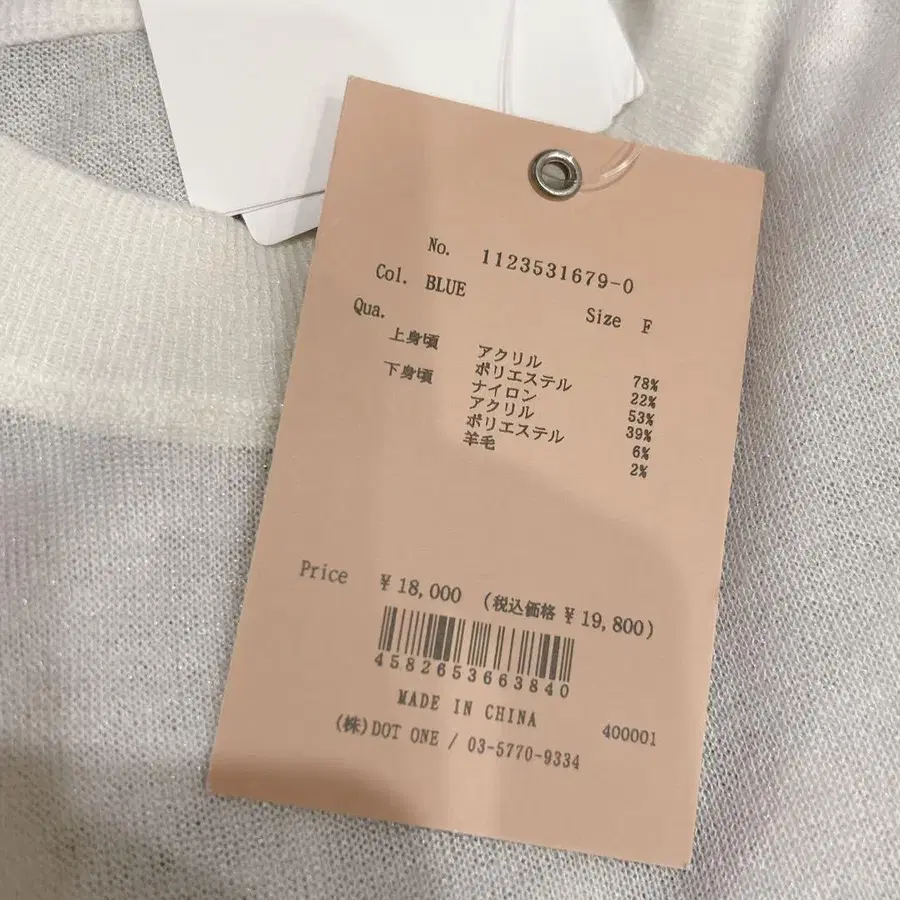 No. 1123531679-0
Col. BLUE Size F
Qua.
上身頃 アクリル 78%
ポリエステル 22%
下身頃 ナイロン 53%
アクリル 39%
ポリエステル 6%
羊毛 2%
Price ¥18,000 (税込価格 ¥19,800)
4582653663840
MADE IN CHINA
400001
(株)DOT ONE / 03-5770-9334